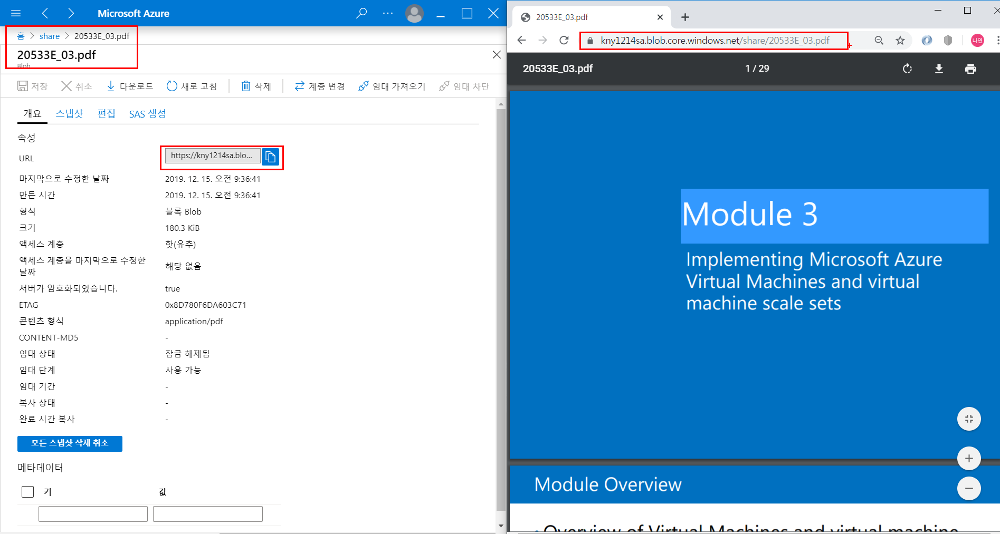 Microsoft Azure
홈 > share > 20533E_03.pdf
20533E_03.pdf
Blob
저장 취소 다운로드 새로 고침 삭제 계층 변경 임대 가져오기 임대 차단
개요 스냅샷 편집 SAS 생성
속성
URL https://kny1214sa.blo...
마지막으로 수정한 날짜 2019. 12. 15. 오전 9:36:41
만든 시간 2019. 12. 15. 오전 9:36:41
형식 블록 Blob
크기 180.3 KiB
액세스 계층 핫(유추)
액세스 계층을 마지막으로 수정한
날짜 해당 없음
서버가 암호화되었습니다. true
ETAG 0x8D780F6DA603C71
콘텐츠 형식 application/pdf
CONTENT-MD5 -
임대 상태 잠금 해제됨
임대 단계 사용 가능
임대 기간 -
복사 상태 -
완료 시간 복사 -
모든 스냅샷 삭제 취소
메타데이터
키 값
20533E_03.pdf
kny1214sa.blob.core.windows.net/share/20533E_03.pdf
나연
20533E_03.pdf 1 / 29
Module 3
Implementing Microsoft Azure
Virtual Machines and virtual
machine scale sets
Module Overview
• Overview of Virtual Machines and virtual machine